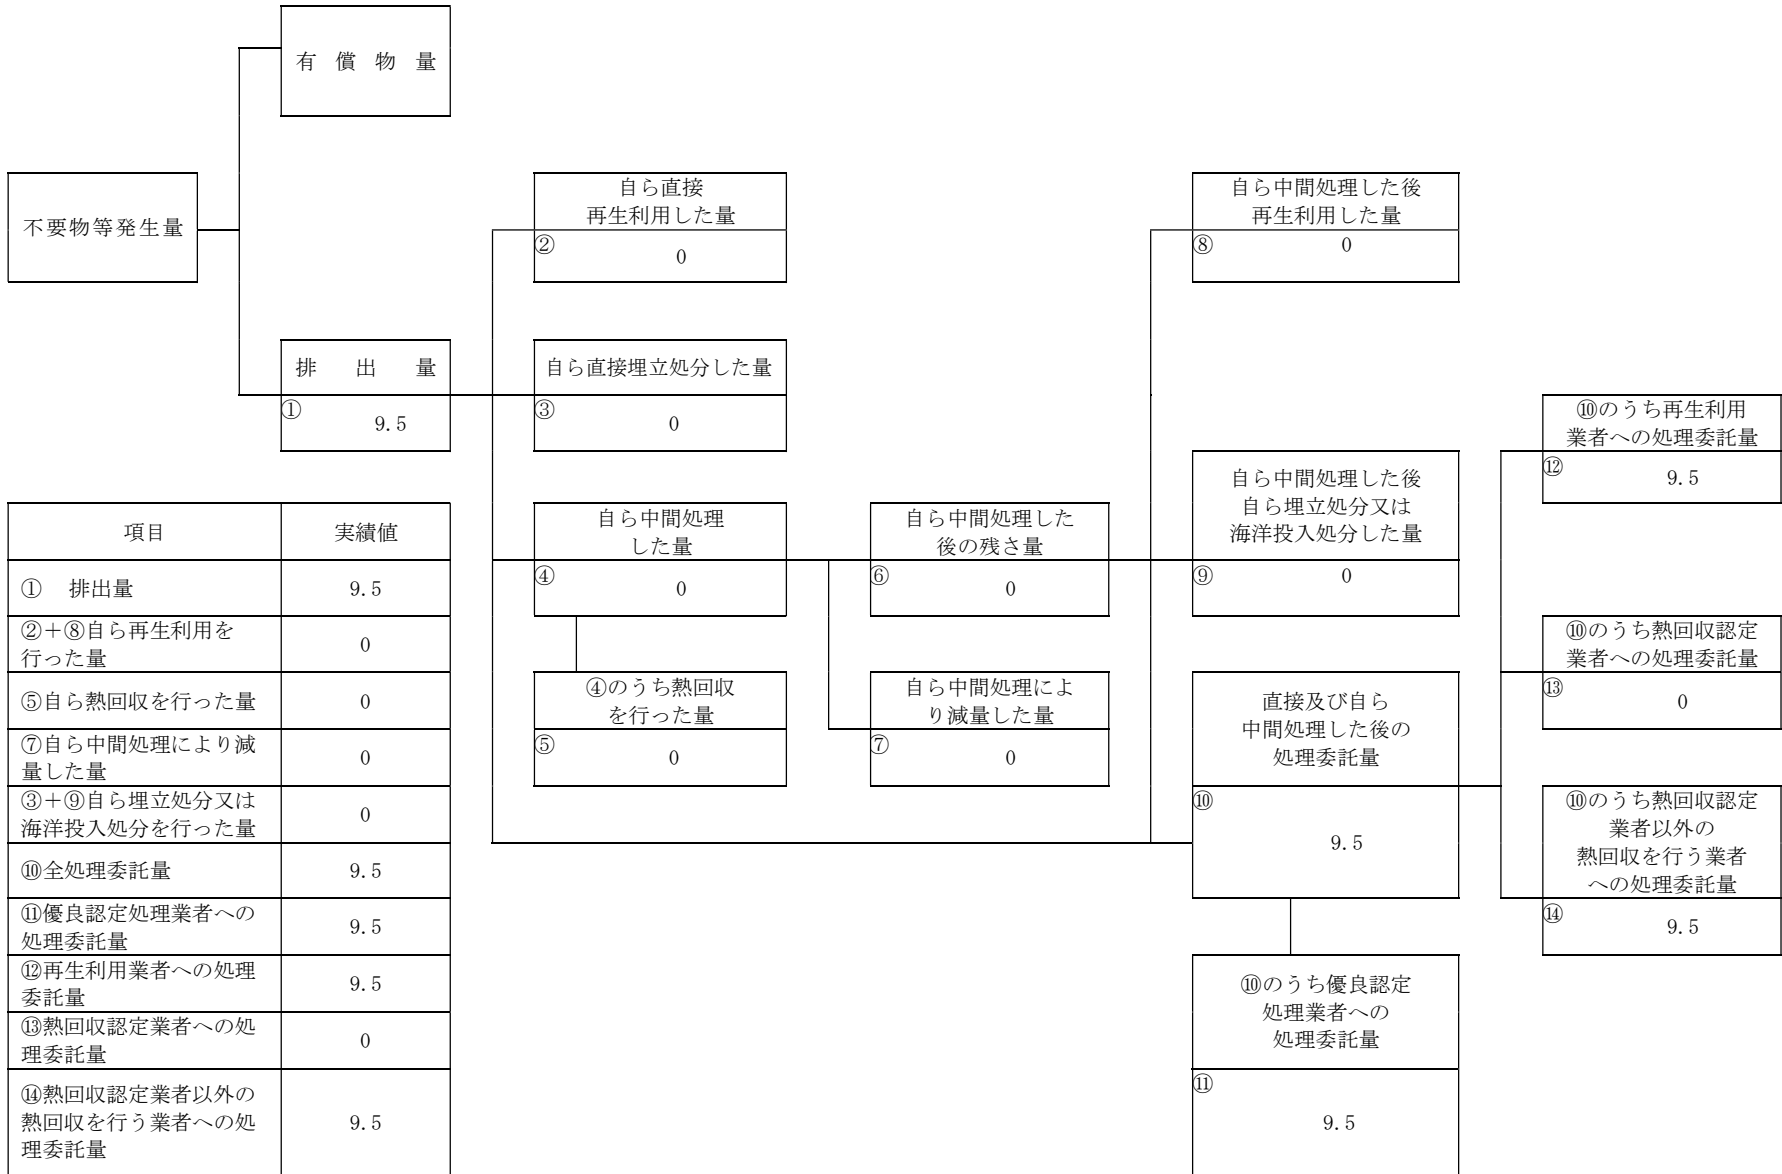 有償物量
不要物等発生量
自ら直接
再生利用した量
②
0
自ら中間処理した後
再生利用した量
⑧
0
排出量
①
9.5
自ら直接埋立処分した量
③
0
⑩のうち再生利用
業者への処理委託量
⑫
9.5
自ら中間処理
した量
④
0
自ら中間処理した
後の残さ量
⑥
0
自ら中間処理した後
自ら埋立処分又は
海洋投入処分した量
⑨
0
⑩のうち熱回収認定
業者への処理委託量
⑬
0
④のうち熱回収
を行った量
⑤
0
自ら中間処理によ
り減量した量
⑦
0
直接及び自ら
中間処理した後の
処理委託量
⑩
9.5
⑩のうち熱回収認定
業者以外の
熱回収を行う業者
への処理委託量
⑭
9.5
⑩のうち優良認定
処理業者への
処理委託量
⑪
9.5
項目 実績値
① 排出量 9.5
②+⑧自ら再生利用を
行った量
0
⑤自ら熱回収を行った量 0
⑦自ら中間処理により減
量した量
0
③+⑨自ら埋立処分又は
海洋投入処分を行った量
0
⑩全処理委託量 9.5
⑪優良認定処理業者への
処理委託量
9.5
⑫再生利用業者への処理
委託量
9.5
⑬熱回収認定業者への処
理委託量
0
⑭熱回収認定業者以外の
熱回収を行う業者への処
理委託量
9.5